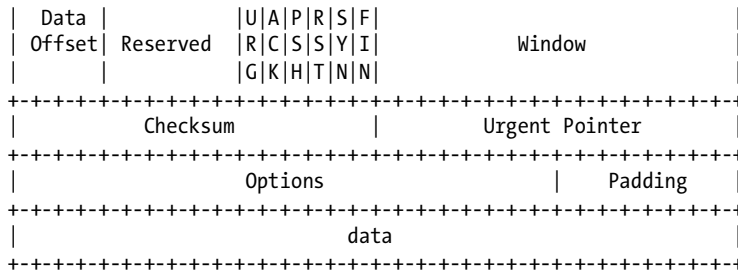 |  Data |           |U|A|P|R|S|F|                               |
| Offset| Reserved  |R|C|S|S|Y|I|            Window             |
|       |           |G|K|H|T|N|N|                               |
+-+-+-+-+-+-+-+-+-+-+-+-+-+-+-+-+-+-+-+-+-+-+-+-+-+-+-+-+-+-+-+-+
|           Checksum            |         Urgent Pointer        |
+-+-+-+-+-+-+-+-+-+-+-+-+-+-+-+-+-+-+-+-+-+-+-+-+-+-+-+-+-+-+-+-+
|                    Options                    |    Padding    |
+-+-+-+-+-+-+-+-+-+-+-+-+-+-+-+-+-+-+-+-+-+-+-+-+-+-+-+-+-+-+-+-+
|                             data                              |
+-+-+-+-+-+-+-+-+-+-+-+-+-+-+-+-+-+-+-+-+-+-+-+-+-+-+-+-+-+-+-+-+